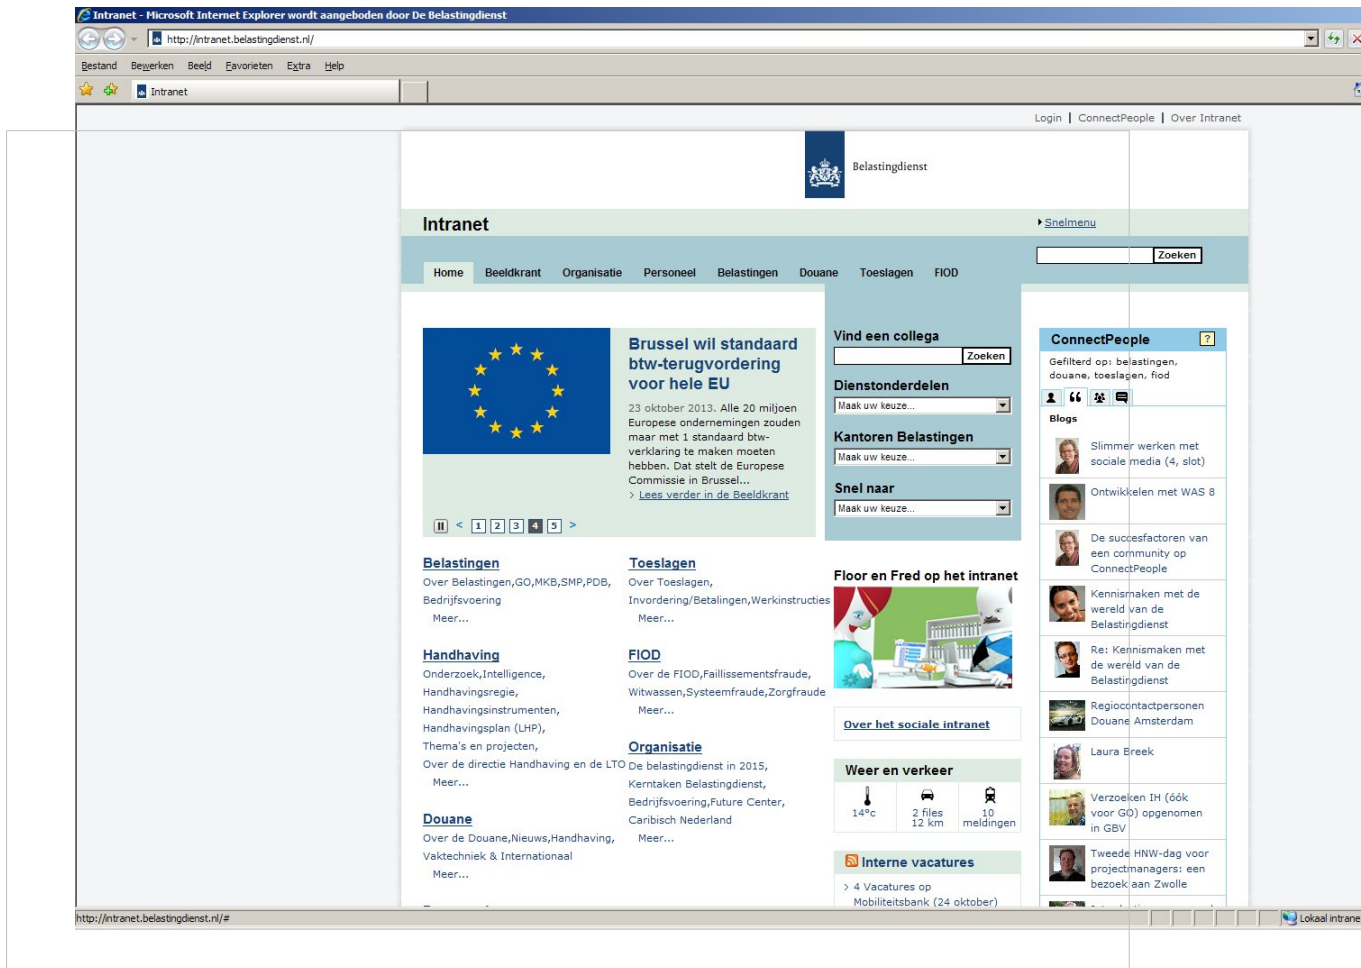 Intranet - Microsoft Internet Explorer wordt aangeboden door De Belastingdienst
http://intranet.belastingdienst.nl/
Bestand Bewerken Beeld Favorieten Extra Help
Intranet
Login | ConnectPeople | Over Intranet
Belastingdienst
Intranet
Snelmenu
Zoeken
Home Beeldkrant Organisatie Personeel Belastingen Douane Toeslagen FIOD
Brussel wil standaard
btw-terugvordering
voor hele EU
23 oktober 2013. Alle 20 miljoen
Europese ondernemingen zouden
maar met 1 standaard btw-
verklaring te maken moeten
hebben. Dat stelt de Europese
Commissie in Brussel...
> Lees verder in de Beeldkrant
< 1 2 3 4 5 >
Vind een collega
Zoeken
Dienstonderdelen
Maak uw keuze...
Kantoren Belastingen
Maak uw keuze...
Snel naar
Maak uw keuze...
Belastingen
Over Belastingen,GO,MKB,SMP,PDB,
Bedrijfsvoering
Meer...
Handhaving
Onderzoek,Intelligence,
Handhavingsregie,
Handhavingsinstrumenten,
Handhavingsplan (LHP),
Thema's en projecten,
Over de directie Handhaving en de LTO
Meer...
Douane
Over de Douane,Nieuws,Handhaving,
Vaktechniek & Internationaal
Meer...
Toeslagen
Over Toeslagen,
Invordering/Betalingen,Werkinstructies
Meer...
FIOD
Over de FIOD,Faillissementsfraude,
Witwassen,Systeemfraude,Zorgfraude
Meer...
Organisatie
De belastingdienst in 2015,
Kerntaken Belastingdienst,
Bedrijfsvoering,Future Center,
Caribisch Nederland
Meer...
Floor en Fred op het intranet
Over het sociale intranet
Weer en verkeer
14°c
2 files
12 km
10
meldingen
Interne vacatures
> 4 Vacatures op
Mobiliteitsbank (24 oktober)
ConnectPeople ?
Gefilterd op: belastingen,
douane, toeslagen, fiod
Blogs
Slimmer werken met
sociale media (4, slot)
Ontwikkelen met WAS 8
De succesfactoren van
een community op
ConnectPeople
Kennismaken met de
wereld van de
Belastingdienst
Re: Kennismaken met
de wereld van de
Belastingdienst
Regiocontactpersonen
Douane Amsterdam
Laura Breek
Verzoeken IH (óók
voor GO) opgenomen
in GBV
Tweede HNW-dag voor
projectmanagers: een
bezoek aan Zwolle
http://intranet.belastingdienst.nl/#
Lokaal intrane